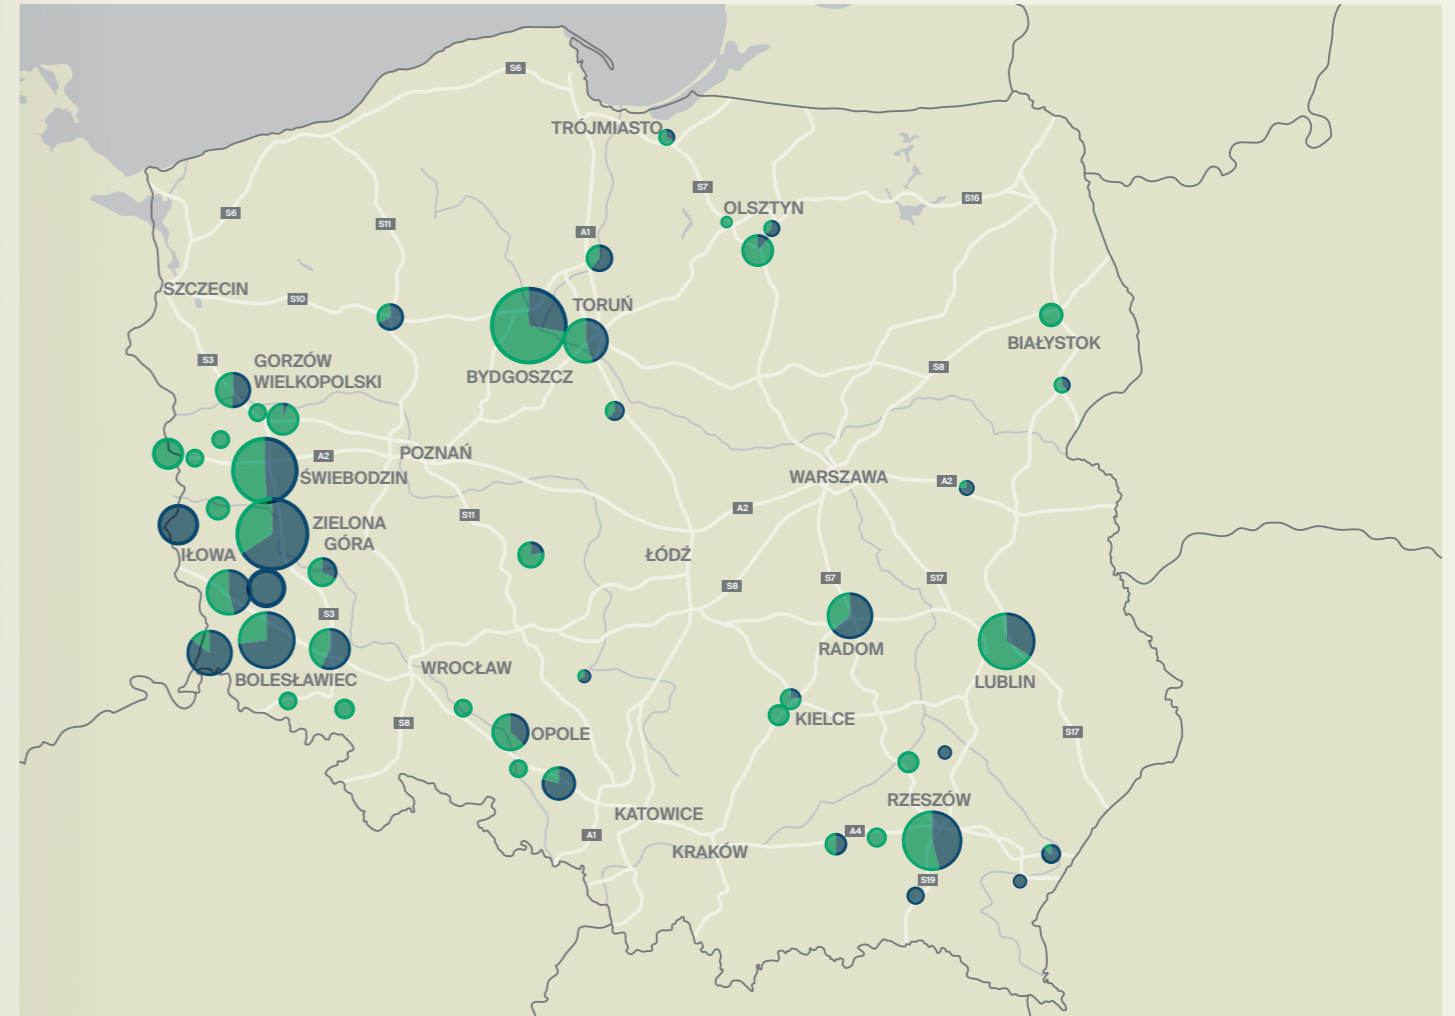 S6
TRÓJMIASTO
S7
S16
OLSZTYN
S6
S11
A1
SZCZECIN
S10
TORUŃ
BIAŁYSTOK
S3
GORZÓW
WIELKOPOLSKI
BYDGOSZCZ
S8
A2
POZNAŃ
ŚWIEBODZIN
WARSZAWA
A2
S11
A2
ZIELONA
GÓRA
IŁOWA
ŁÓDŹ
S8
S7
S17
S3
RADOM
WROCŁAW
BOLESŁAWIEC
LUBLIN
S8
OPOLE
KIELCE
S17
RZESZÓW
KATOWICE
A1
A4
KRAKÓW
S19